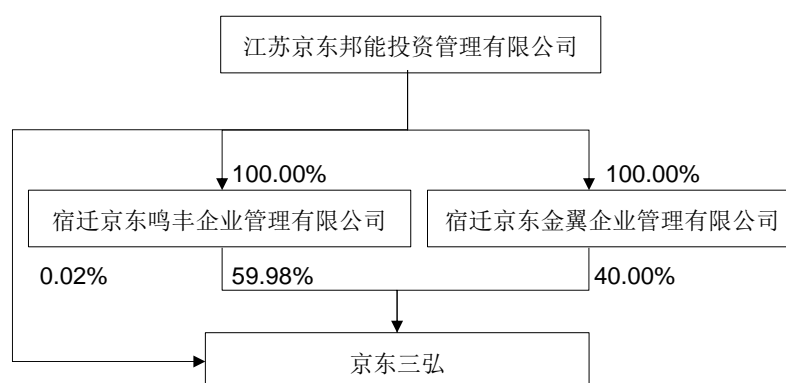 江苏京东邦能投资管理有限公司
100.00%
100.00%
宿迁京东鸣丰企业管理有限公司
宿迁京东金翼企业管理有限公司
0.02%
59.98%
40.00%
京东三弘